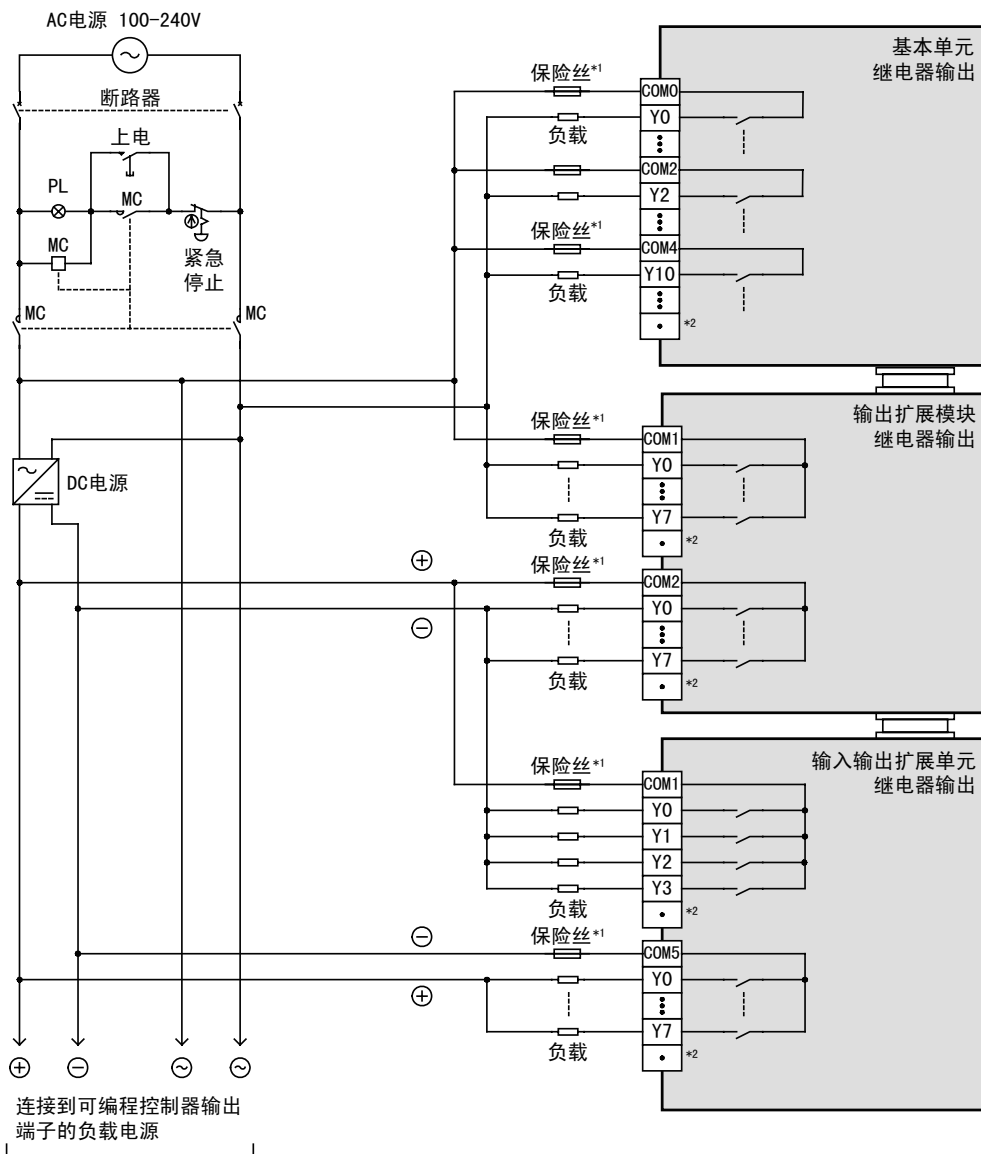 AC电源 100-240V
断路器
上电
PL
MC
MC
紧急
停止
MC
MC
DC电源
连接到可编程控制器输出
端子的负载电源
基本单元
继电器输出
保险丝*1
COM0
Y0
负载
COM2
Y2
保险丝*1
COM4
Y10
负载
*2
输出扩展模块
继电器输出
保险丝*1
COM1
Y0
Y7
负载
*2
保险丝*1
COM2
Y0
Y7
负载
*2
输入输出扩展单元
继电器输出
保险丝*1
COM1
Y0
Y1
Y2
Y3
负载
*2
保险丝*1
COM5
Y0
Y7
负载
*2